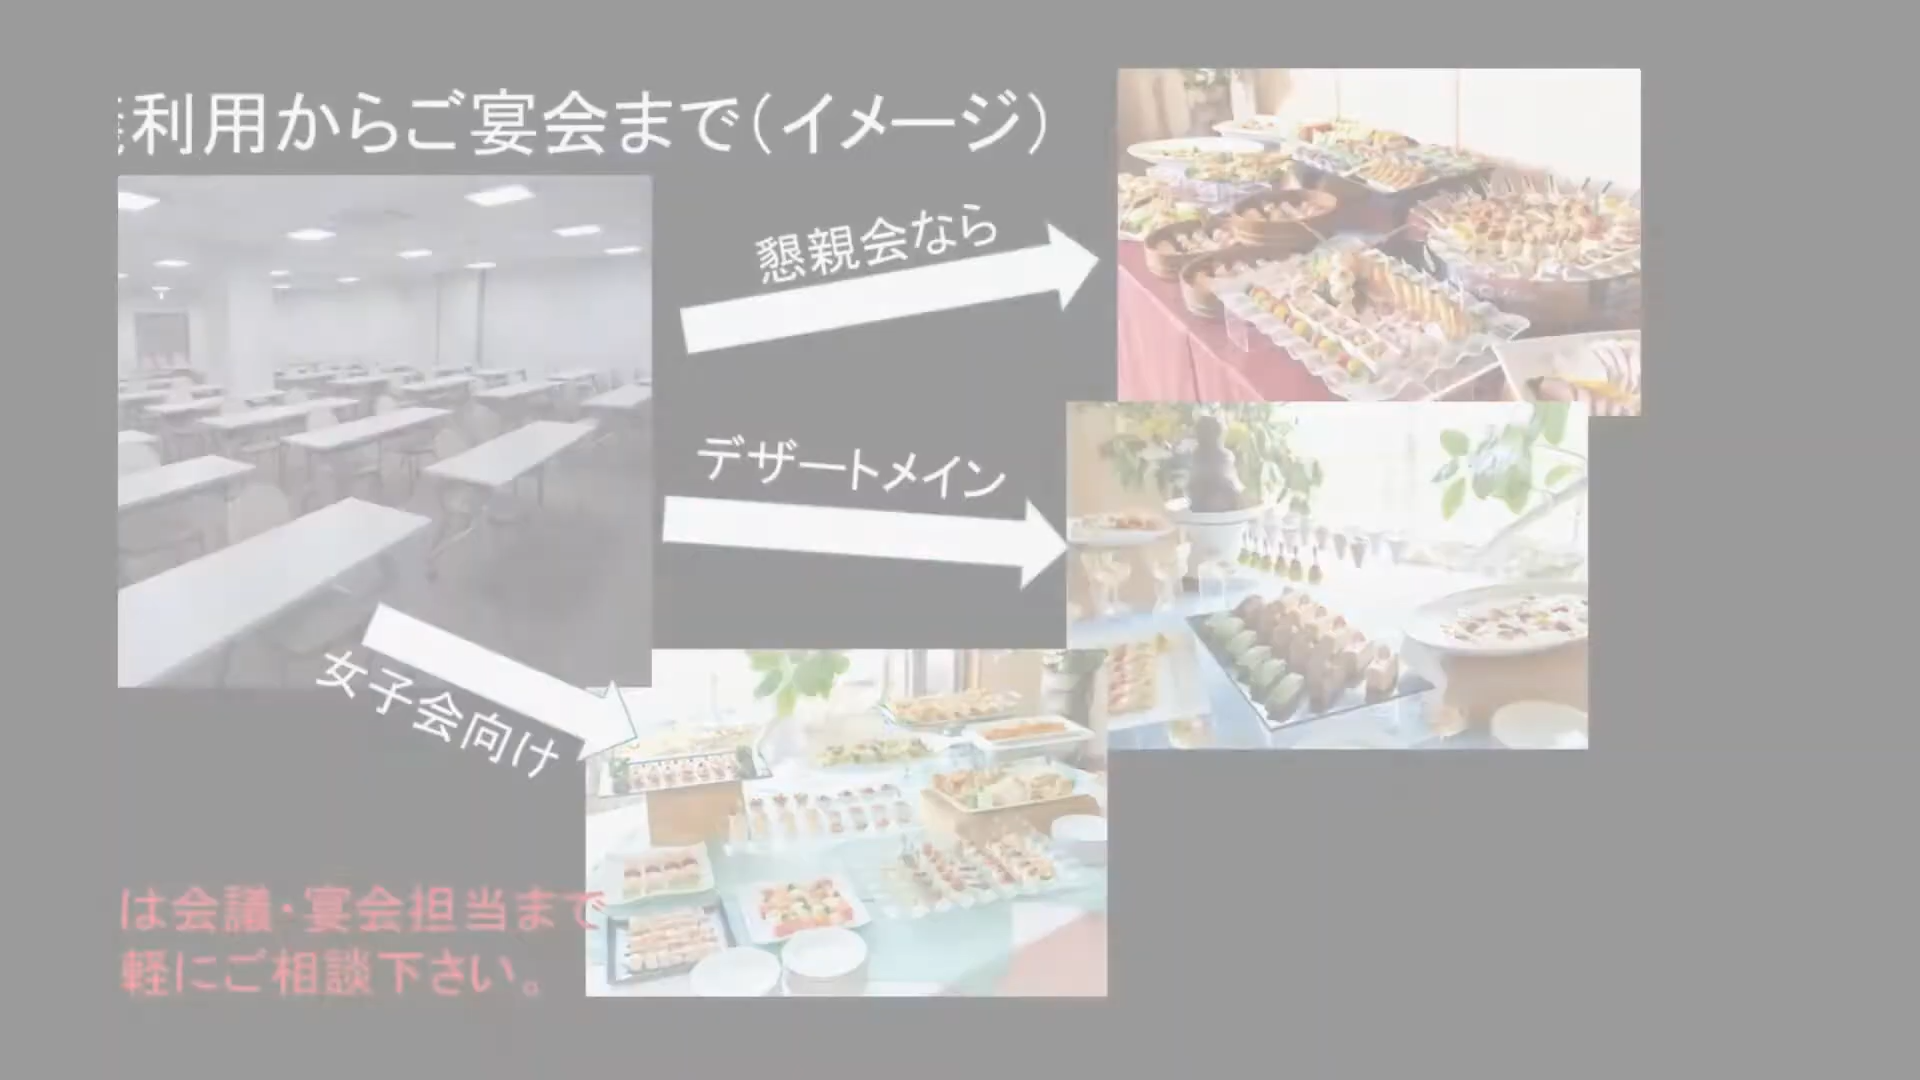 利用からご宴会まで（イメージ）
懇親会なら
デザートメイン
女子会向け
は会議・宴会担当まで
軽にご相談下さい。